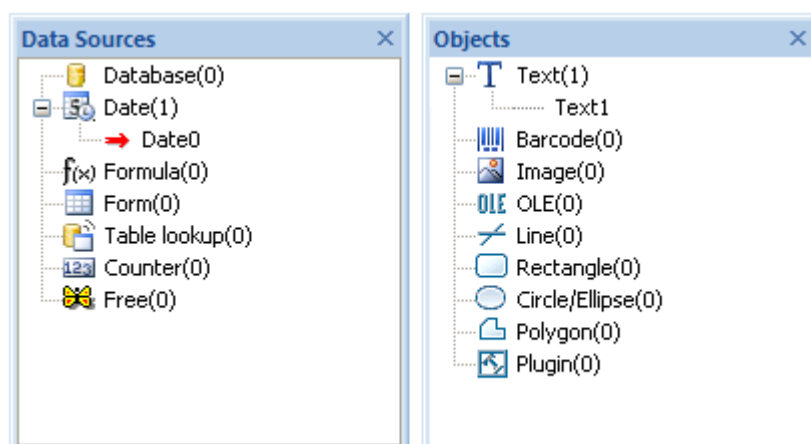 Data Sources
Database(0)
Date(1)
Date0
f(x) Formula(0)
Form(0)
Table lookup(0)
123 Counter(0)
Free(0)
Objects
T Text(1)
Text1
Barcode(0)
Image(0)
OLE OLE(0)
Line(0)
Rectangle(0)
Circle/Ellipse(0)
Polygon(0)
Plugin(0)